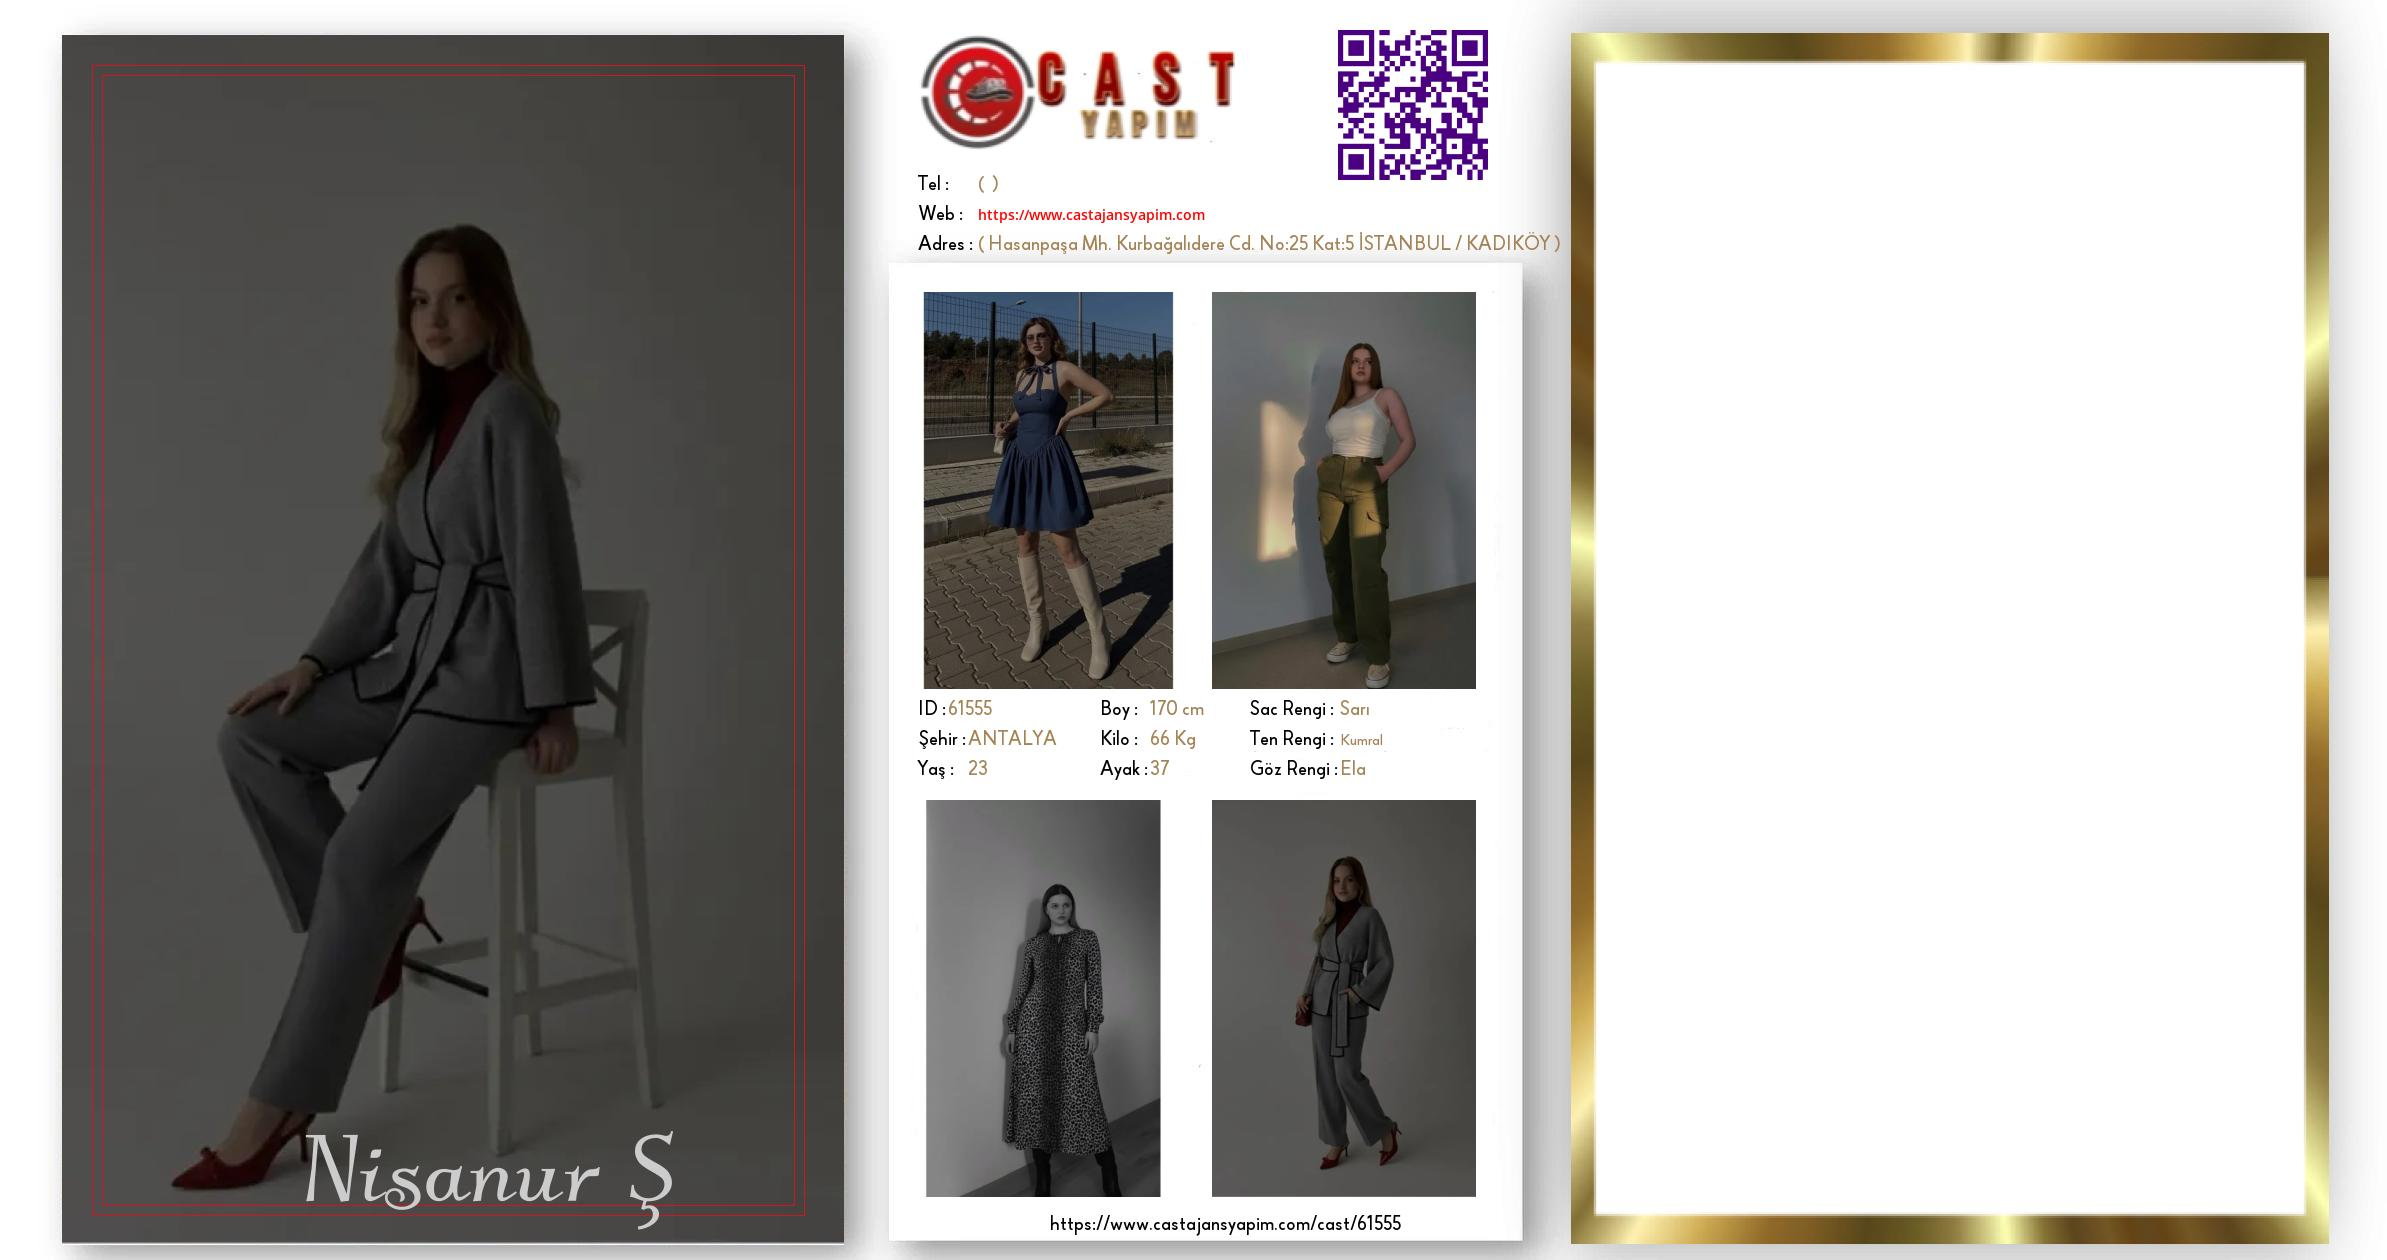 Nisanur Ş
CAST
YAPIM
Tel : ( )
Web : https://www.castajansyapim.com
Adres : ( Hasanpaşa Mh. Kurbağalıdere Cd. No:25 Kat:5 İSTANBUL / KADIKÖY )
ID : 61555 Boy : 170 cm Sac Rengi : Sarı
Şehir : ANTALYA Kilo : 66 Kg Ten Rengi : Kumral
Yaş : 23 Ayak : 37 Göz Rengi : Ela
https://www.castajansyapim.com/cast/61555